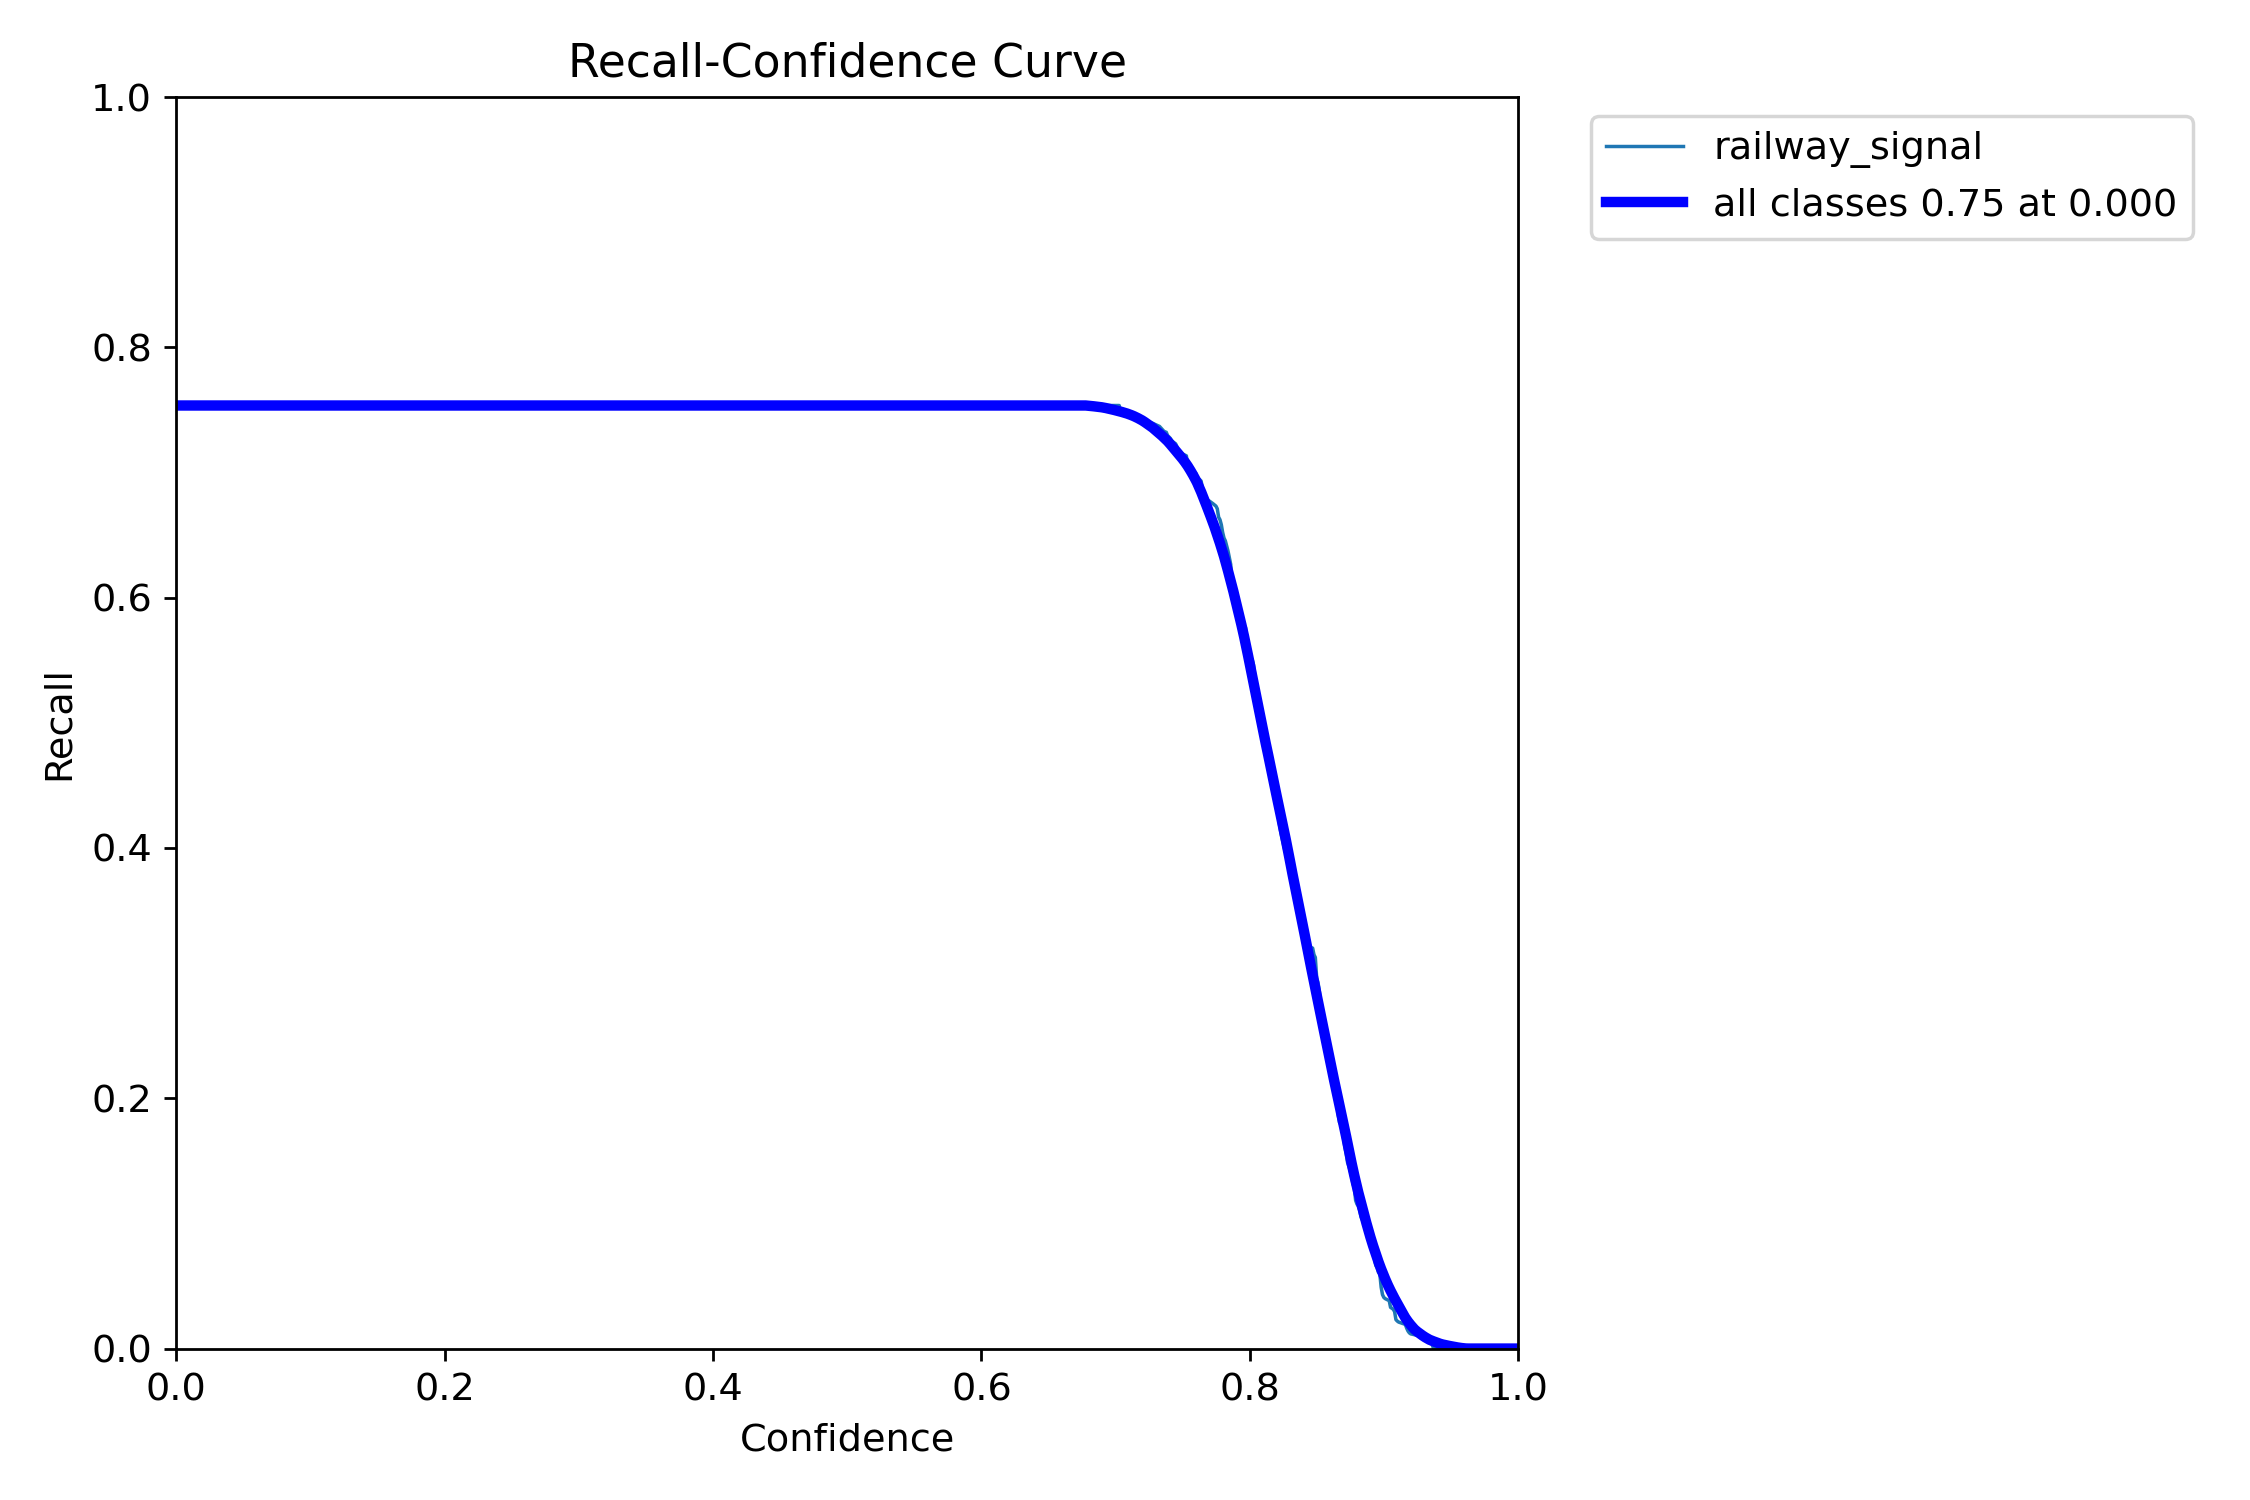 Recall-Confidence Curve
1.0
0.8
0.6
0.4
0.2
0.0
Recall
0.0 0.2 0.4 0.6 0.8 1.0
Confidence
railway_signal
all classes 0.75 at 0.000